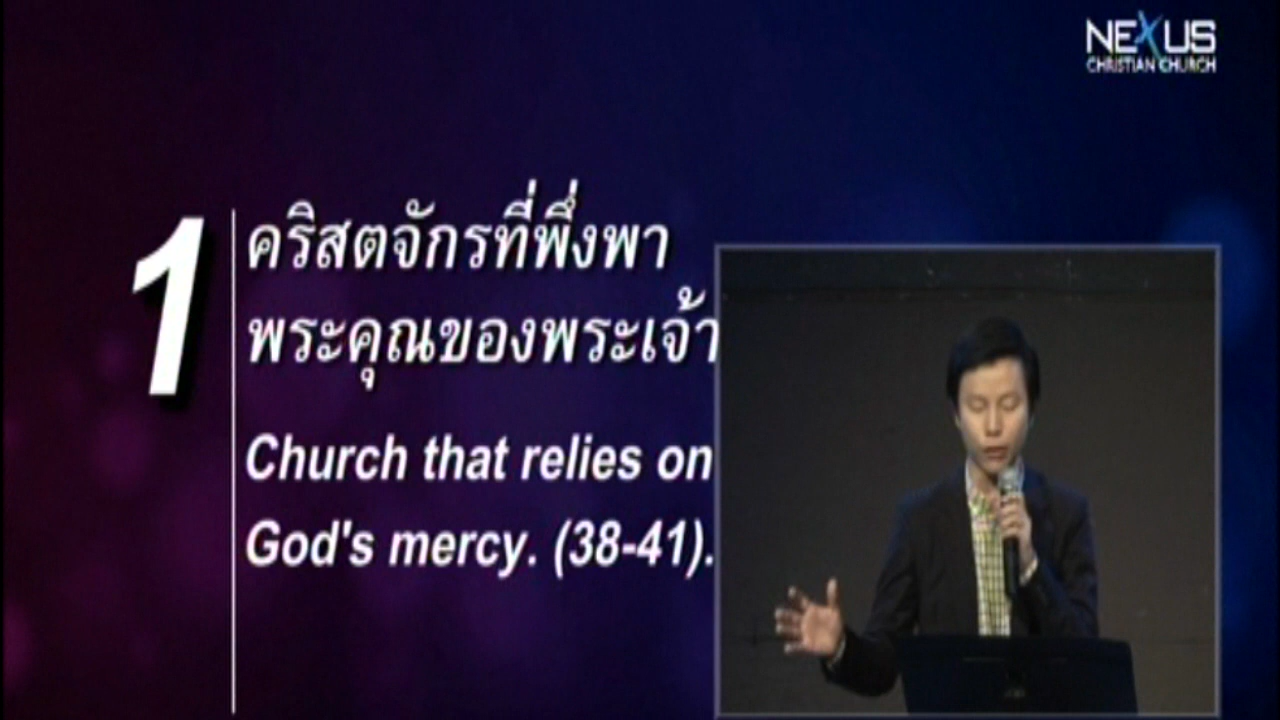 NEXUS
CHRISTIAN CHURCH
1
คริสตจักรที่พึ่งพา
พระคุณของพระเจ้า
Church that relies on
God's mercy. (38-41).